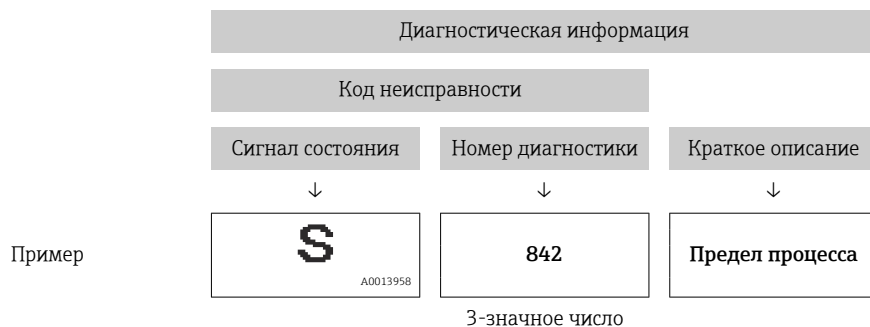 Диагностическая информация
Код неисправности
Сигнал состояния Номер диагностики Краткое описание
↓ ↓ ↓
Пример S 842 Предел процесса
A0013958
3-значное число